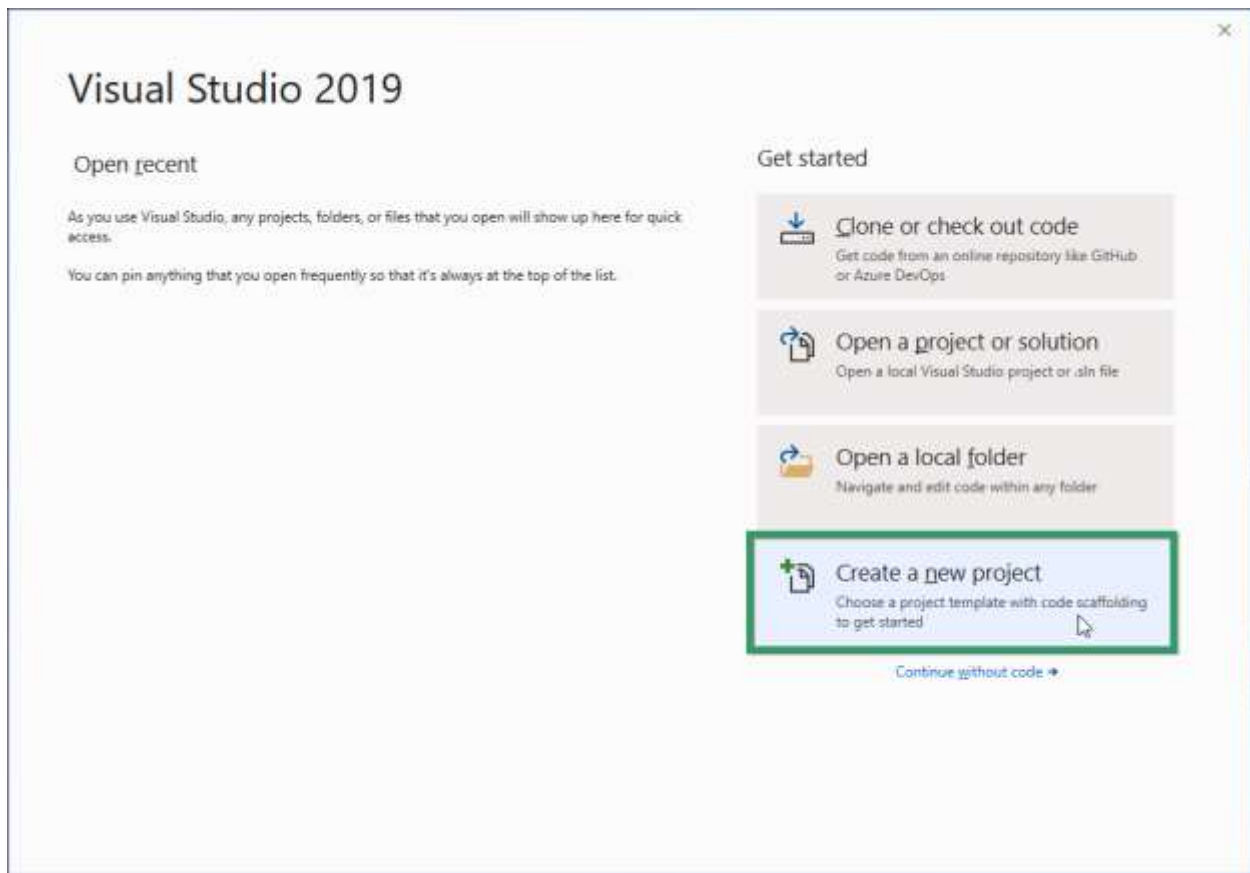 Visual Studio 2019
Open recent
As you use Visual Studio, any projects, folders, or files that you open will show up here for quick
access.
You can pin anything that you open frequently so that it's always at the top of the list.
Get started
Clone or check out code
Get code from an online repository like GitHub
or Azure DevOps
Open a project or solution
Open a local Visual Studio project or .sln file
Open a local folder
Navigate and edit code within any folder
Create a new project
Choose a project template with code scaffolding
to get started
Continue without code →